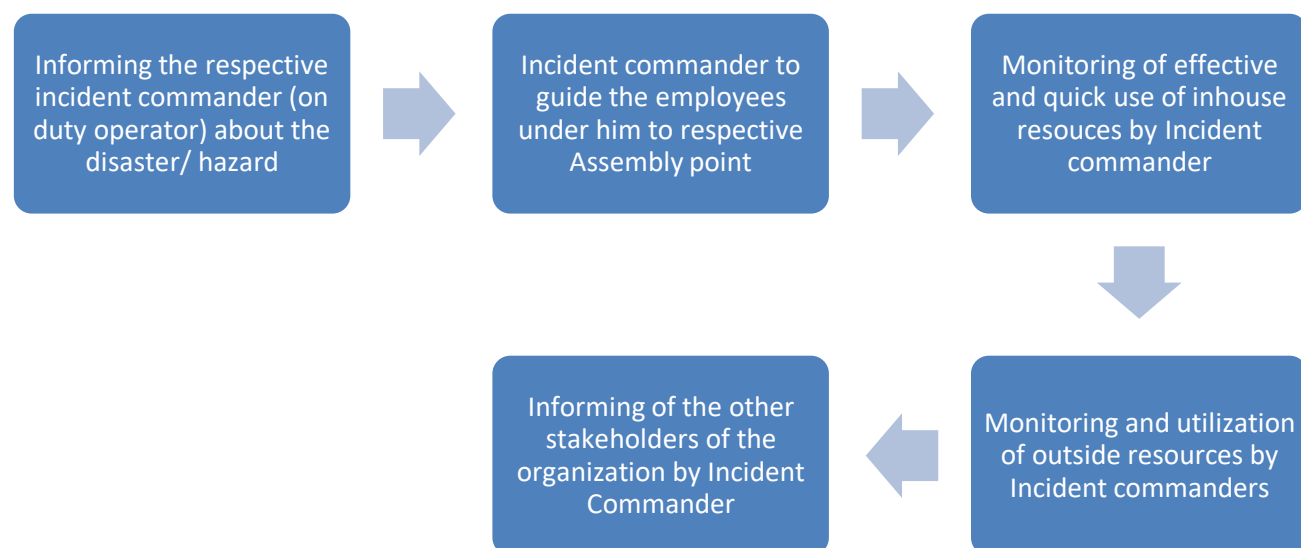 Informing the respective
incident commander (on
duty operator) about the
disaster/ hazard
Incident commander to
guide the employees
under him to respective
Assembly point
Monitoring of effective
and quick use of inhouse
resouces by Incident
commander
Monitoring and utilization
of outside resources by
Incident commanders
Informing of the other
stakeholders of the
organization by Incident
Commander